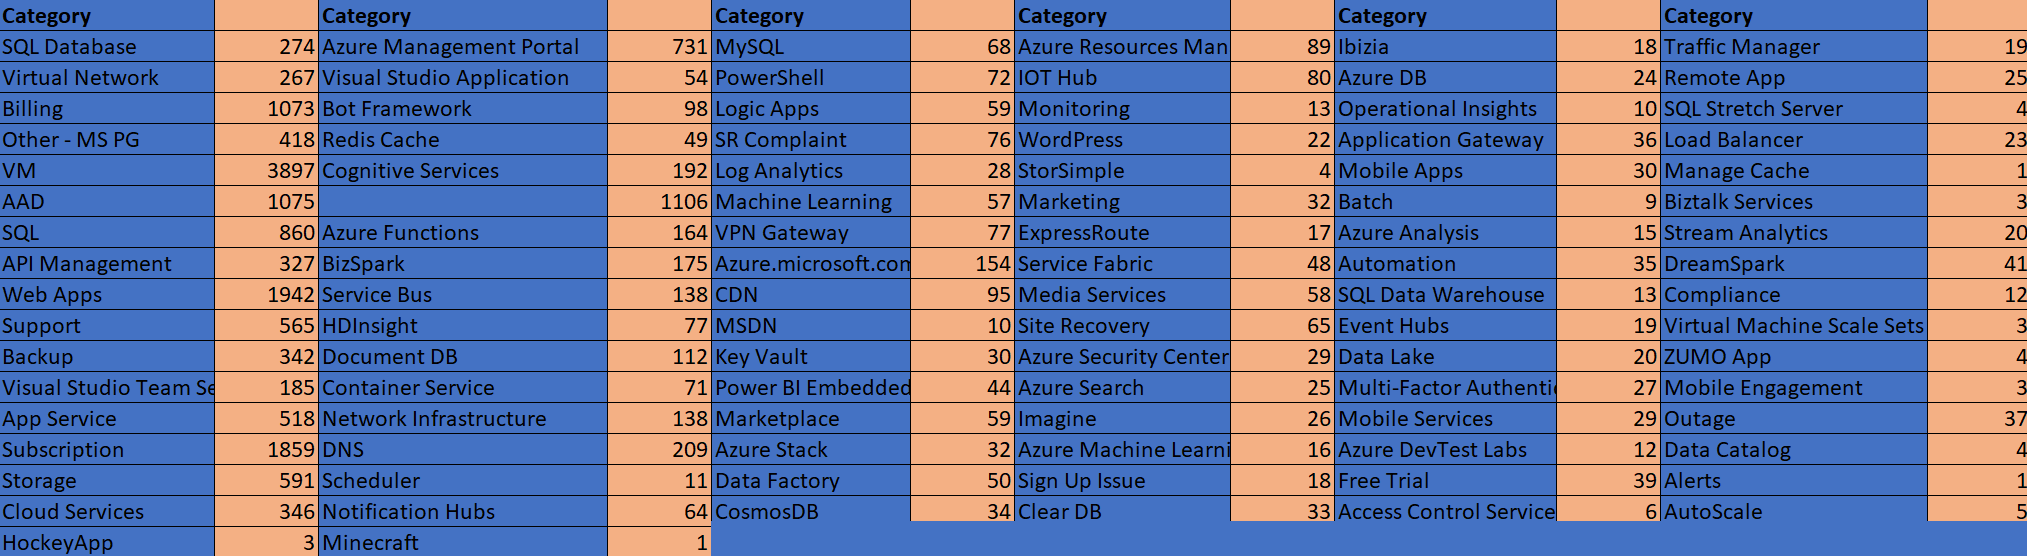 Category Category Category Category Category Category
SQL Database 274 Azure Management Portal 731 MySQL 68 Azure Resources Man 89 Ibizia 18 Traffic Manager 19
Virtual Network 267 Visual Studio Application 54 PowerShell 72 IOT Hub 80 Azure DB 24 Remote App 25
Billing 1073 Bot Framework 98 Logic Apps 59 Monitoring 13 Operational Insights 10 SQL Stretch Server 4
Other - MS PG 418 Redis Cache 49 SR Complaint 76 WordPress 22 Application Gateway 36 Load Balancer 23
VM 3897 Cognitive Services 192 Log Analytics 28 StorSimple 4 Mobile Apps 30 Manage Cache 1
AAD 1075 1106 Machine Learning 57 Marketing 32 Batch 9 Biztalk Services 3
SQL 860 Azure Functions 164 VPN Gateway 77 ExpressRoute 17 Azure Analysis 15 Stream Analytics 20
API Management 327 BizSpark 175 Azure.microsoft.com 154 Service Fabric 48 Automation 35 DreamSpark 41
Web Apps 1942 Service Bus 138 CDN 95 Media Services 58 SQL Data Warehouse 13 Compliance 12
Support 565 HDInsight 77 MSDN 10 Site Recovery 65 Event Hubs 19 Virtual Machine Scale Sets 3
Backup 342 Document DB 112 Key Vault 30 Azure Security Center 29 Data Lake 20 ZUMO App 4
Visual Studio Team Se 185 Container Service 71 Power BI Embedded 44 Azure Search 25 Multi-Factor Authentic 27 Mobile Engagement 3
App Service 518 Network Infrastructure 138 Marketplace 59 Imagine 26 Mobile Services 29 Outage 37
Subscription 1859 DNS 209 Azure Stack 32 Azure Machine Learni 16 Azure DevTest Labs 12 Data Catalog 4
Storage 591 Scheduler 11 Data Factory 50 Sign Up Issue 18 Free Trial 39 Alerts 1
Cloud Services 346 Notification Hubs 64 CosmosDB 34 Clear DB 33 Access Control Service 6 AutoScale 5
HockeyApp 3 Minecraft 1